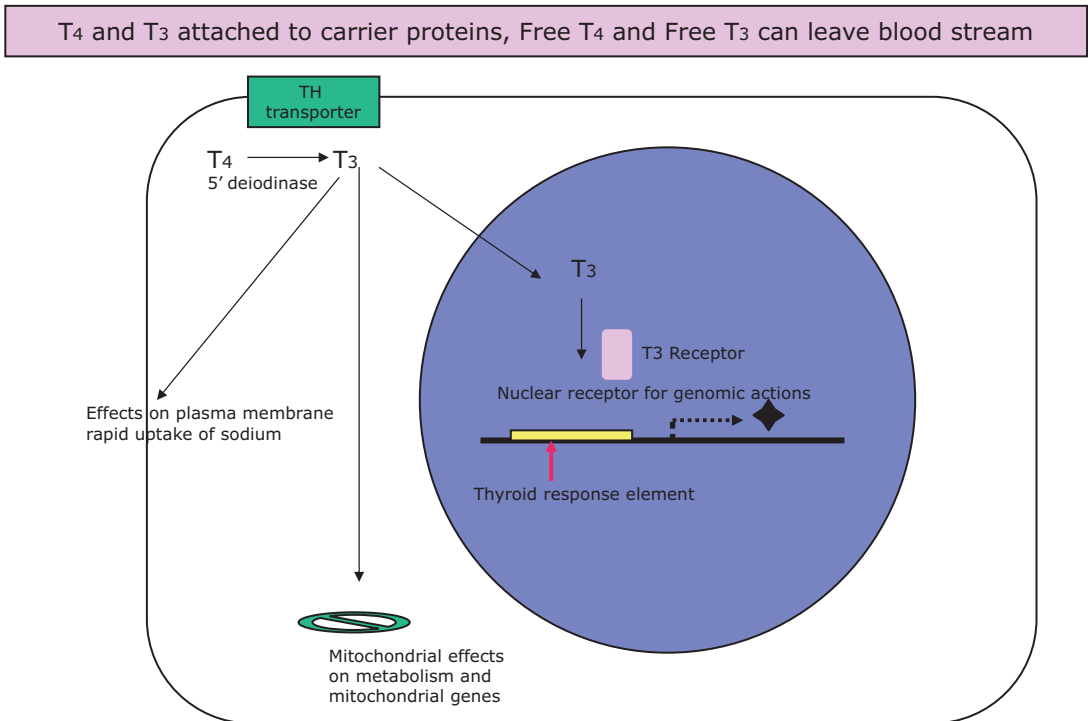 T4 and T3 attached to carrier proteins, Free T4 and Free T3 can leave blood stream
TH
transporter
T4
T3
5’ deiodinase
T3
T3 Receptor
Nuclear receptor for genomic actions
Effects on plasma membrane
rapid uptake of sodium
Thyroid response element
Mitochondrial effects
on metabolism and
mitochondrial genes